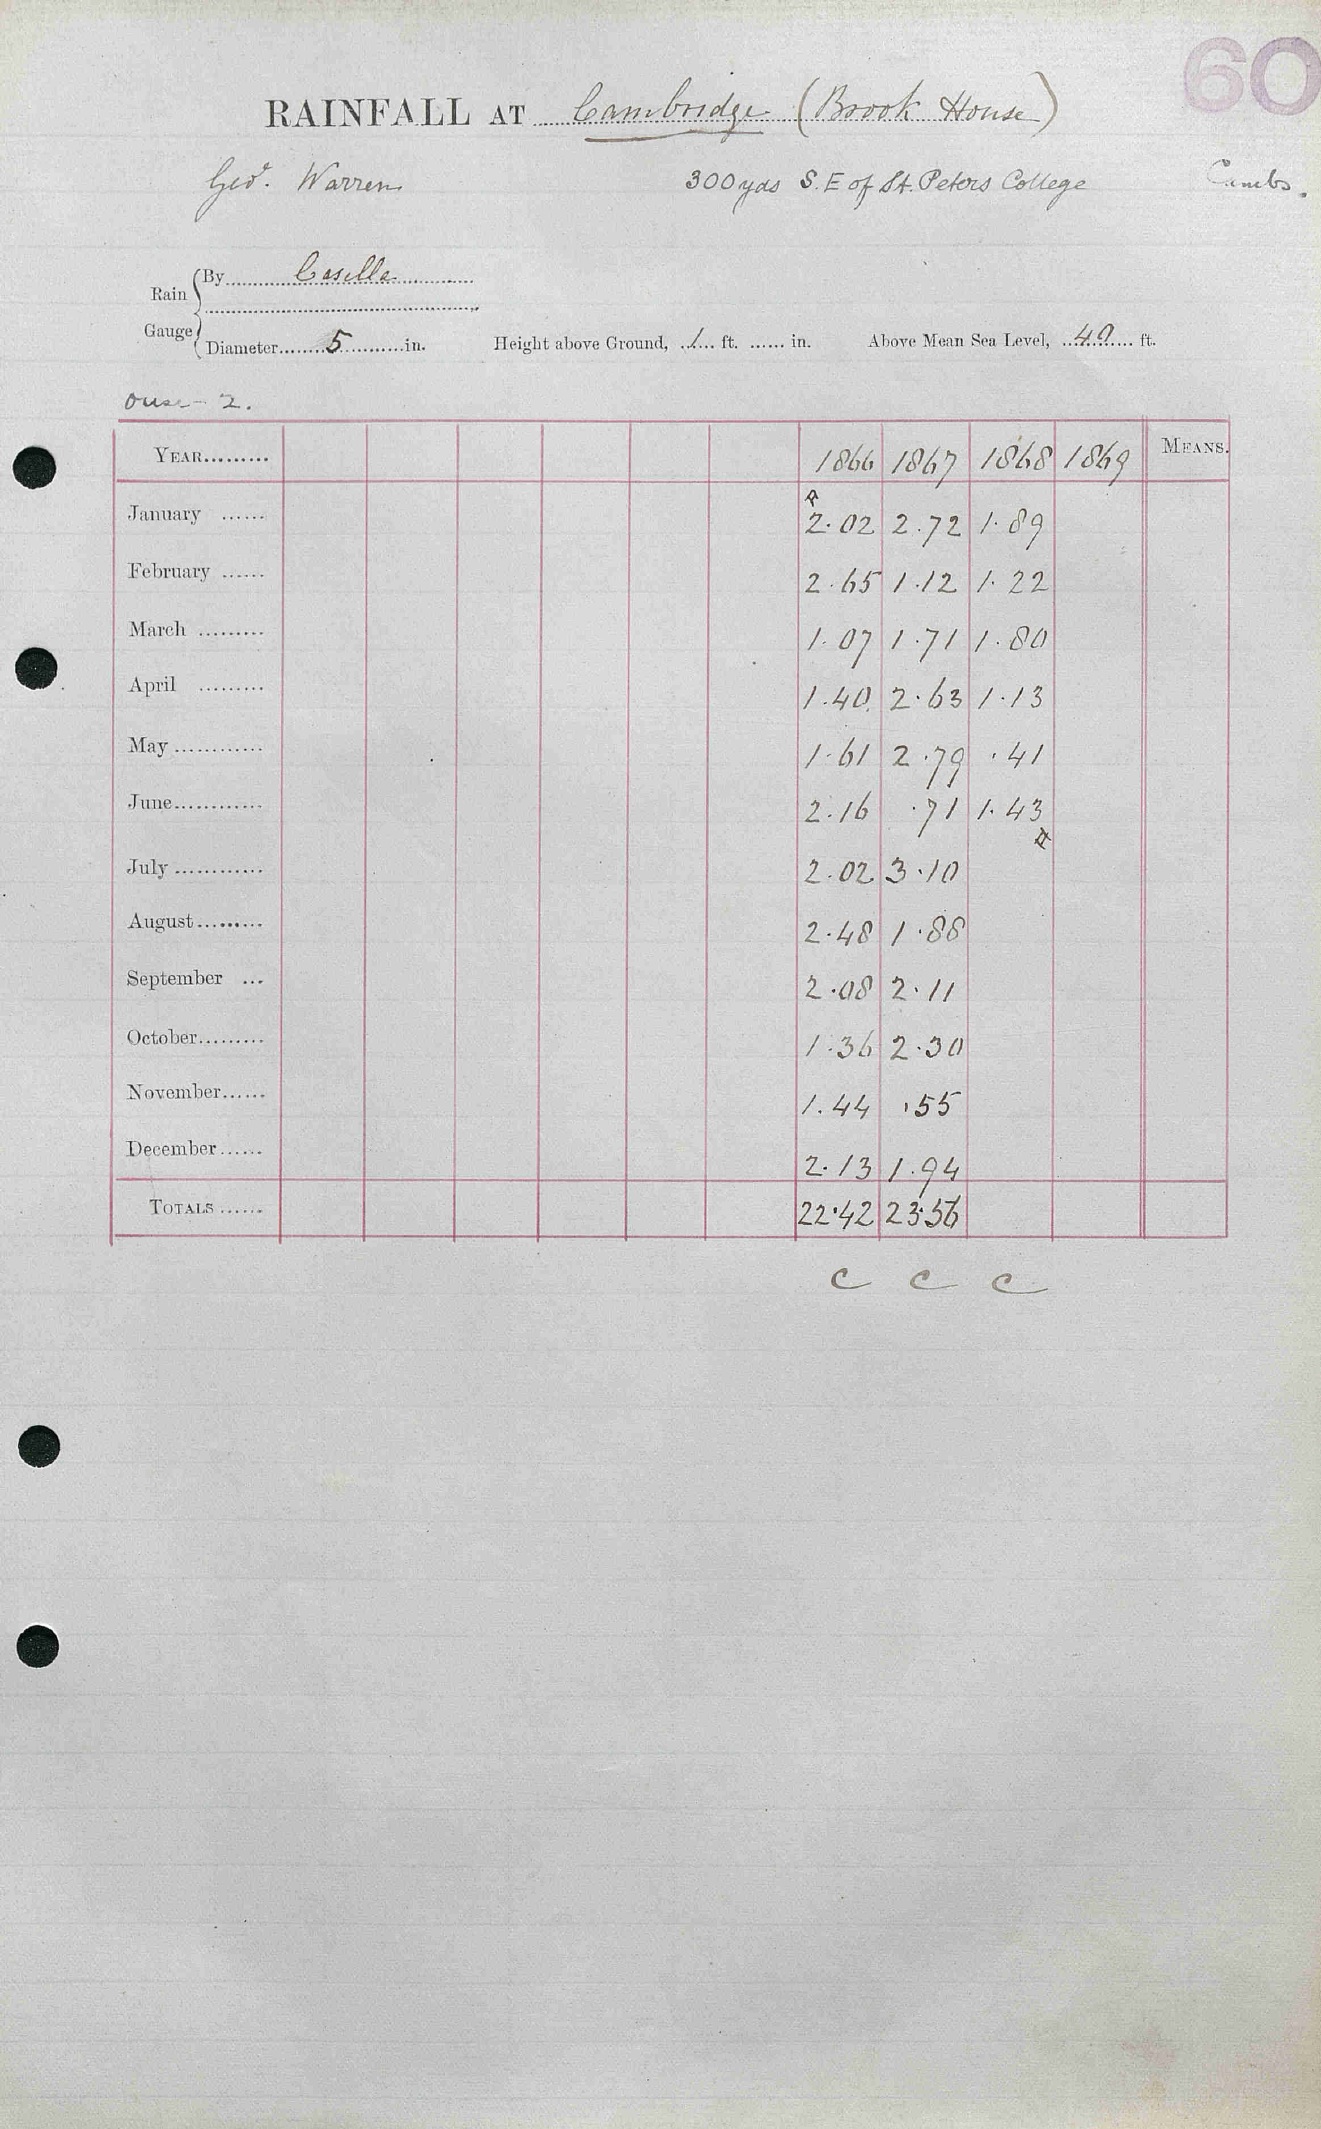 60
RAINFALL AT Cambridge (Brook House)
Geo. Warren 300 yds S.E of St. Peters College Cambs.
Rain Gauge
By Casella
Diameter 5 in. Height above Ground, 1 ft. ...... in. Above Mean Sea Level, 40 ft.
Ouse - 2.
YEAR......... 1866 1867 1868 1869 MEANS.
January ...... 2.02 2.72 1.89
February ...... 2.65 1.12 1.22
March ......... 1.07 1.71 1.80
April ......... 1.40 2.63 1.13
May ............ 1.61 2.79 .41
June............ 2.16 .71 1.43
July ............ 2.02 3.10
August......... 2.48 1.88
September ... 2.08 2.11
October......... 1.36 2.30
November...... 1.44 .55
December...... 2.13 1.94
TOTALS ...... 22.42 23.56
C C C